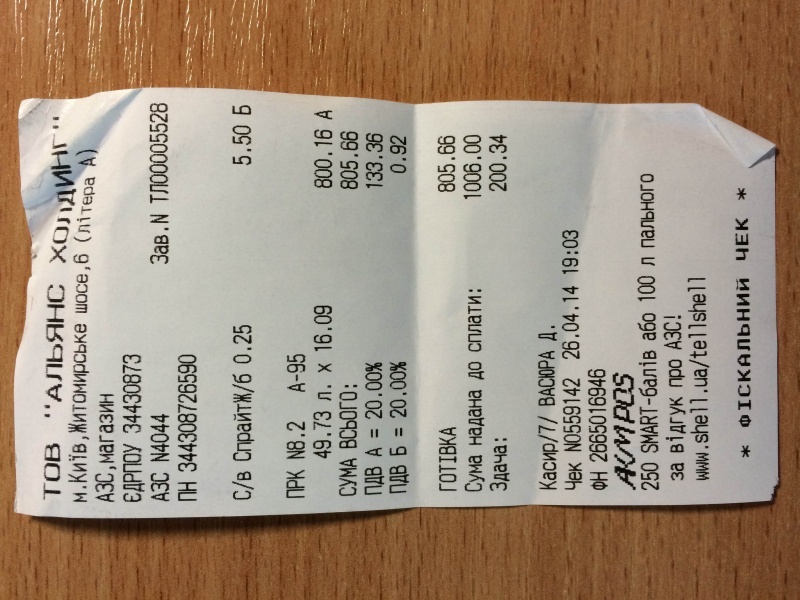 ТОВ "АЛЬЯНС ХОЛДИНГ"
м.Київ,Житомирське шосе,6 (літера А)
АЗС,магазин
ЄДРПОУ 34430873
АЗС N4044 Зав.N ТЛ00005528
ПН 344308726590
С/в СпрайтЖ/б 0.25 5.50 Б
ПРК N8.2 А-95
49.73 л. X 16.09 800.16 А
СУМА ВСЬОГО: 805.66
ПДВ А = 20.00% 133.36
ПДВ Б = 20.00% 0.92
ГОТІВКА 805.66
Сума надана до сплати: 1006.00
Здача: 200.34
Касир/7/ ВАСЮРА Д.
Чек N0559142 26.04.14 19:03
ФН 2665016946
АКМ POS
250 SMART-балів або 100 л пального
за відгук про АЗС!
www.shell.ua/tellshell
* ФІСКАЛЬНИЙ ЧЕК *